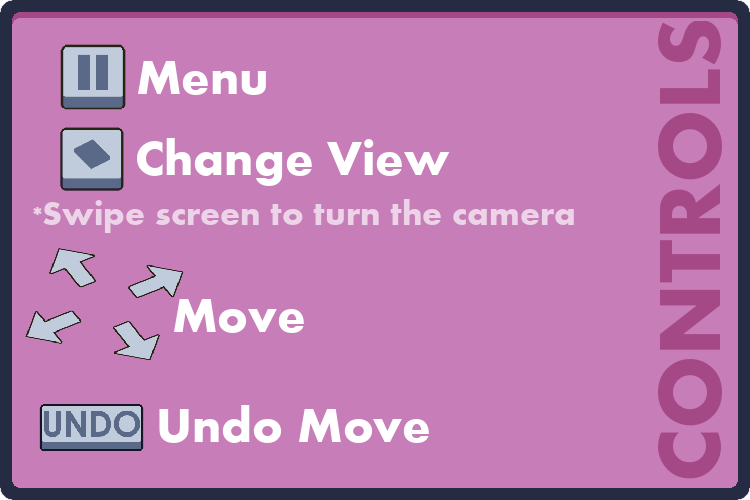 Menu
Change View
*Swipe screen to turn the camera
Move
UNDO Undo Move
CONTROLS